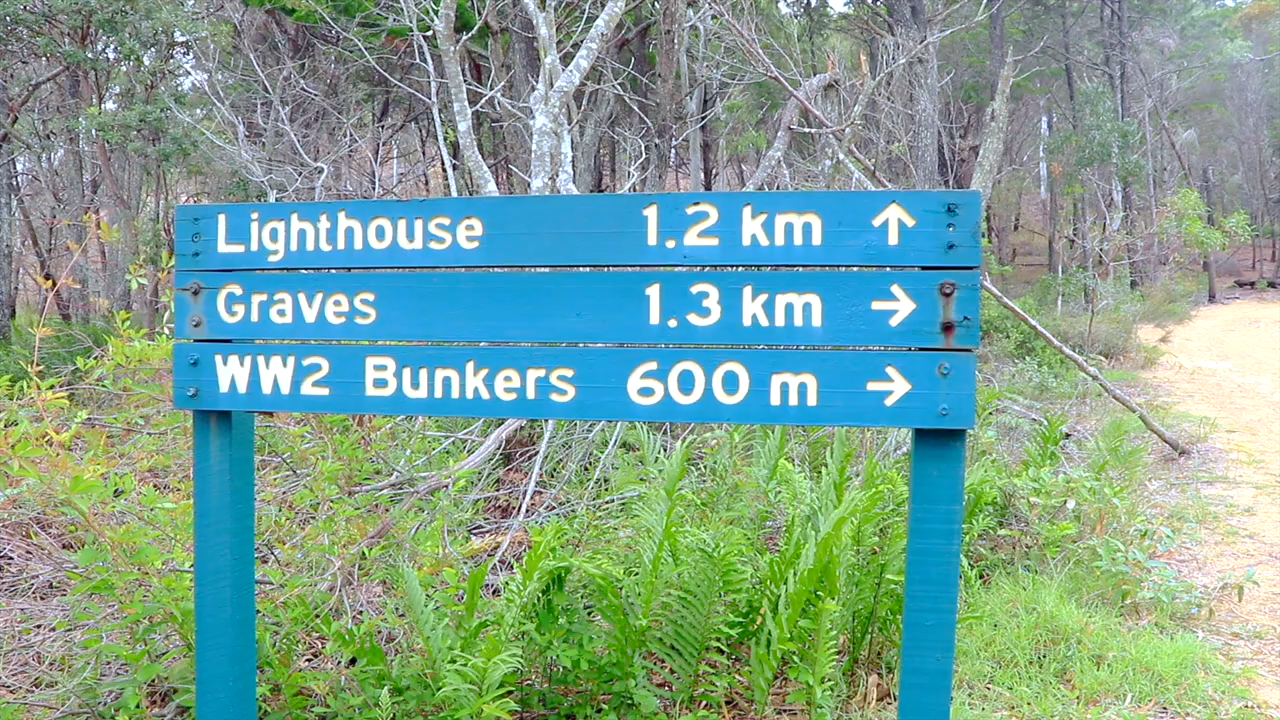 Lighthouse 1.2 km ↑
Graves 1.3 km →
WW2 Bunkers 600 m →